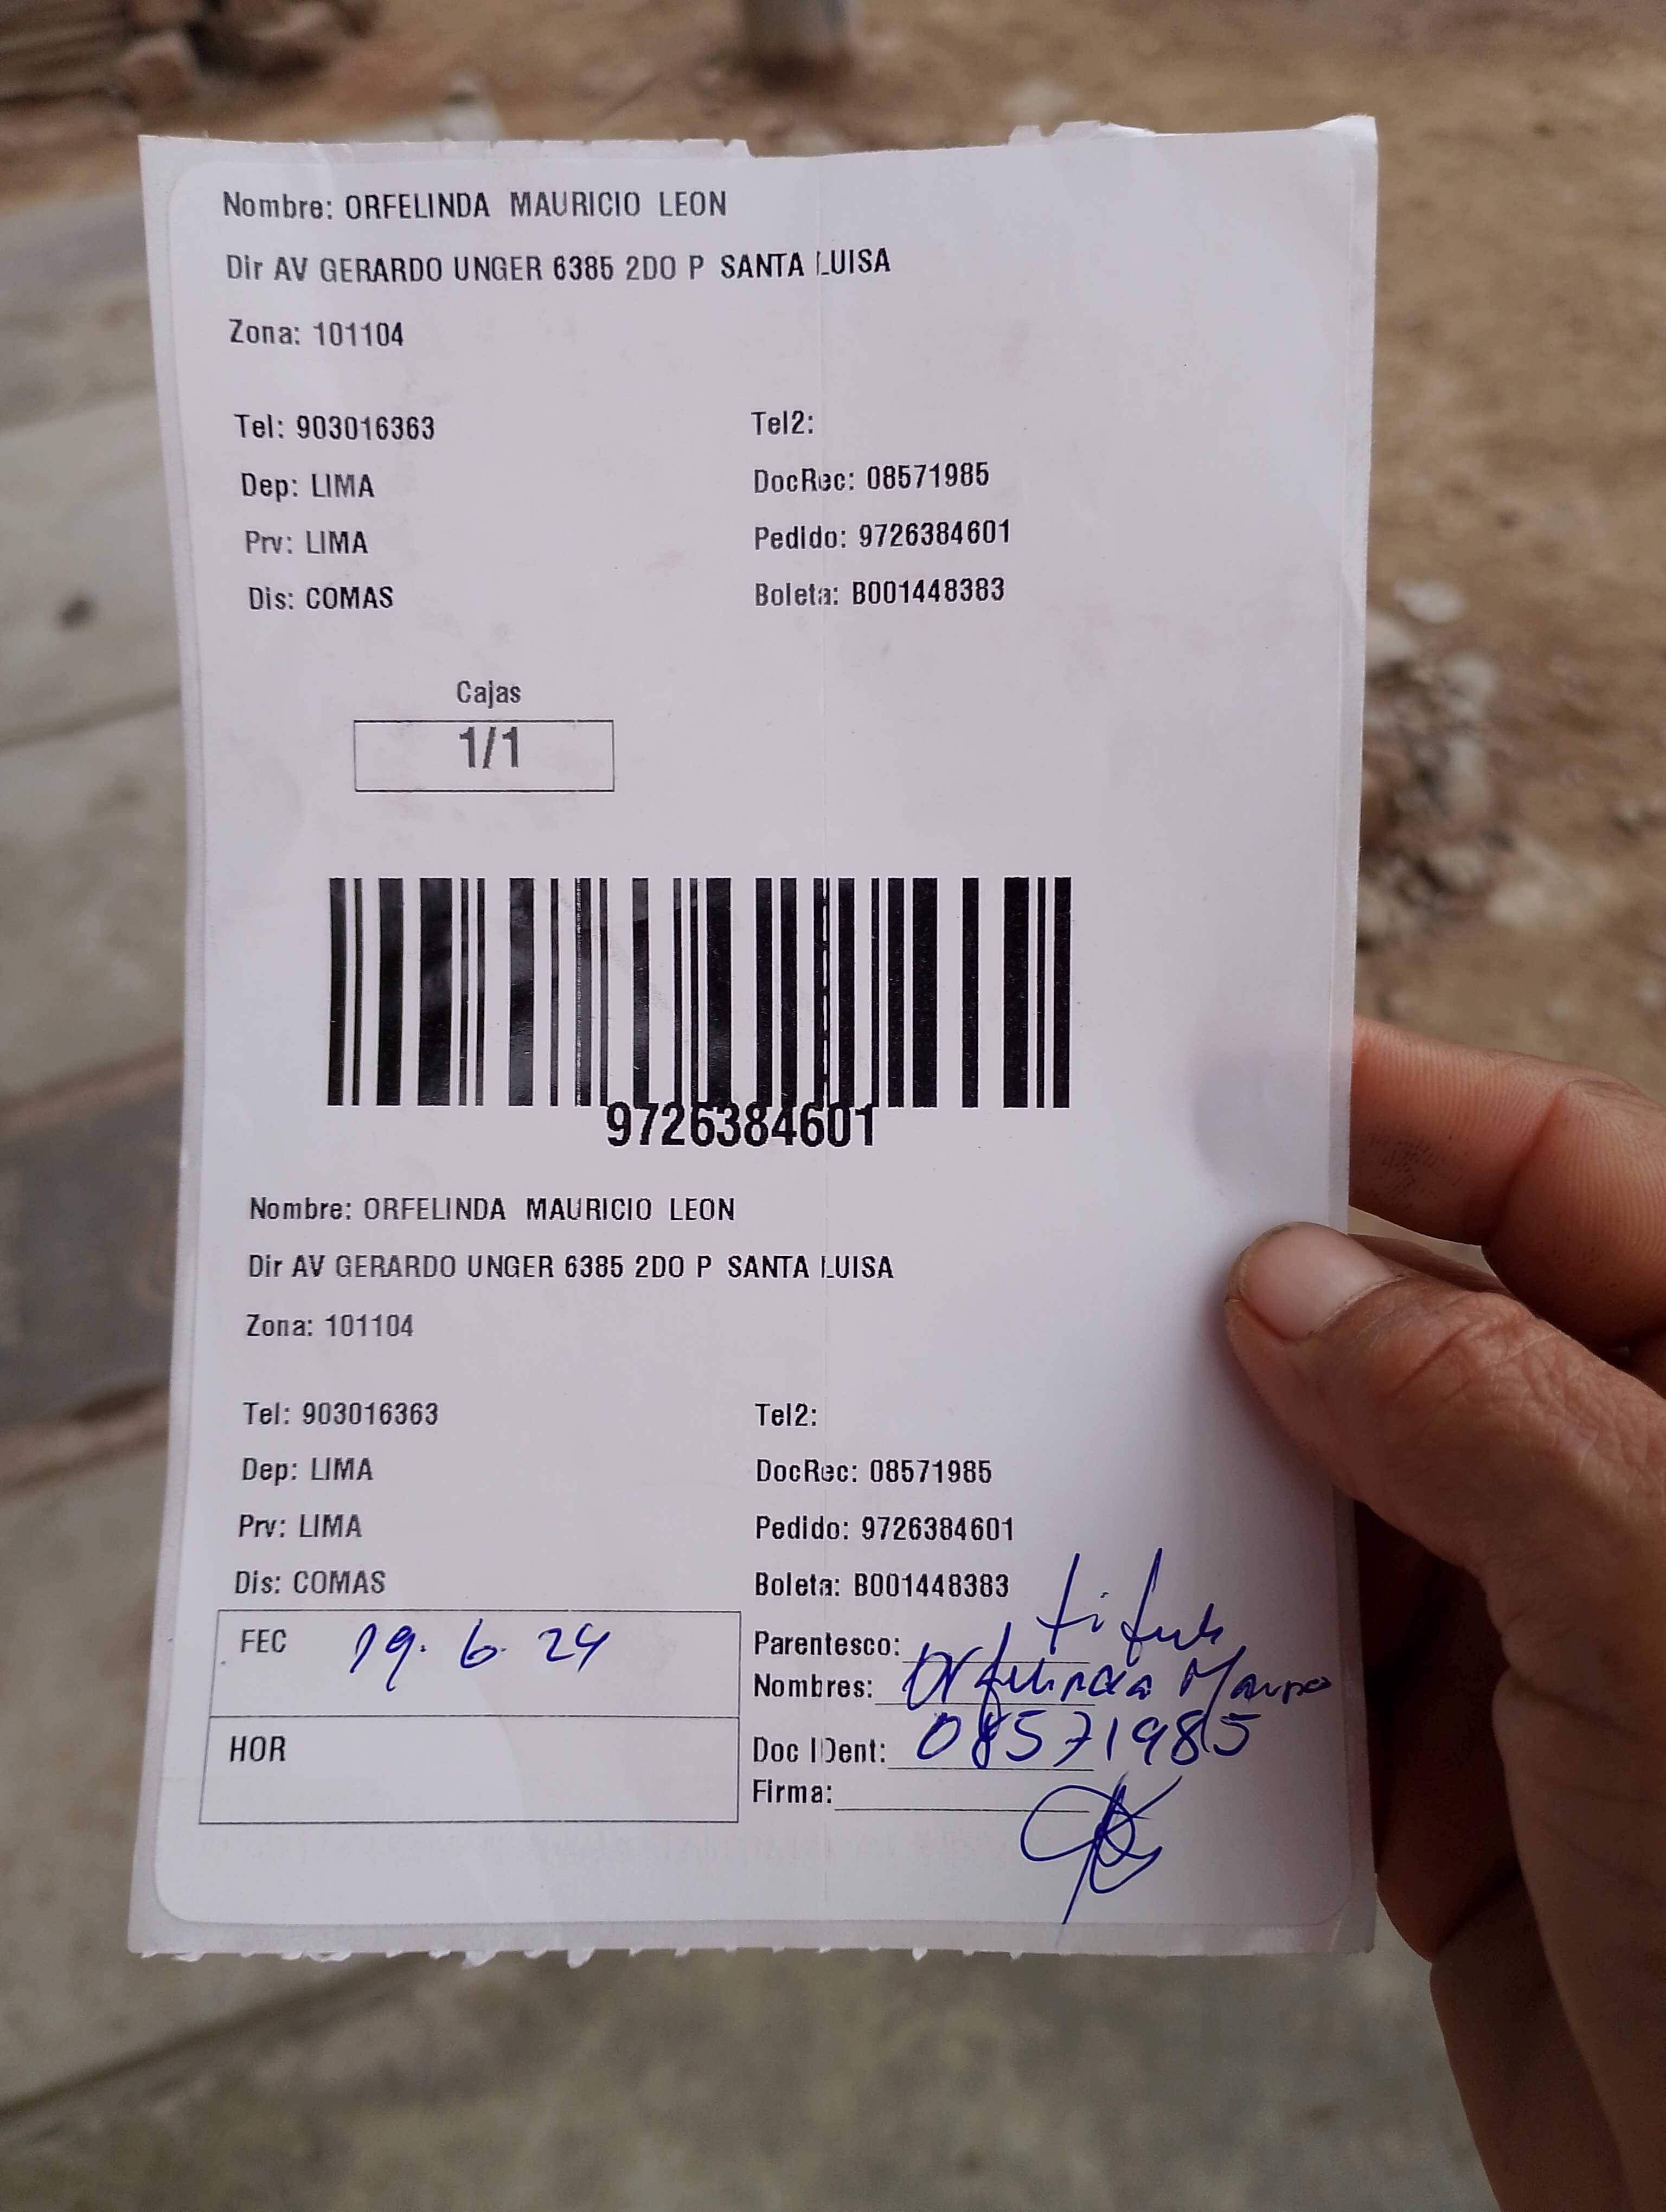 Nombre: ORFELINDA MAURICIO LEON
Dir AV GERARDO UNGER 6385 2DO P SANTA LUISA
Zona: 101104
Tel: 903016363 Tel2:
Dep: LIMA DocRec: 08571985
Prv: LIMA Pedido: 9726384601
Dis: COMAS Boleta: B001448383
Cajas
1/1
9726384601
Nombre: ORFELINDA MAURICIO LEON
Dir AV GERARDO UNGER 6385 2DO P SANTA LUISA
Zona: 101104
Tel: 903016363 Tel2:
Dep: LIMA DocRec: 08571985
Prv: LIMA Pedido: 9726384601
Dis: COMAS Boleta: B001448383
FEC 19. 6. 24 Parentesco:
Nombres: Orfelinda
HOR Doc IDent: 08571985
Firma: